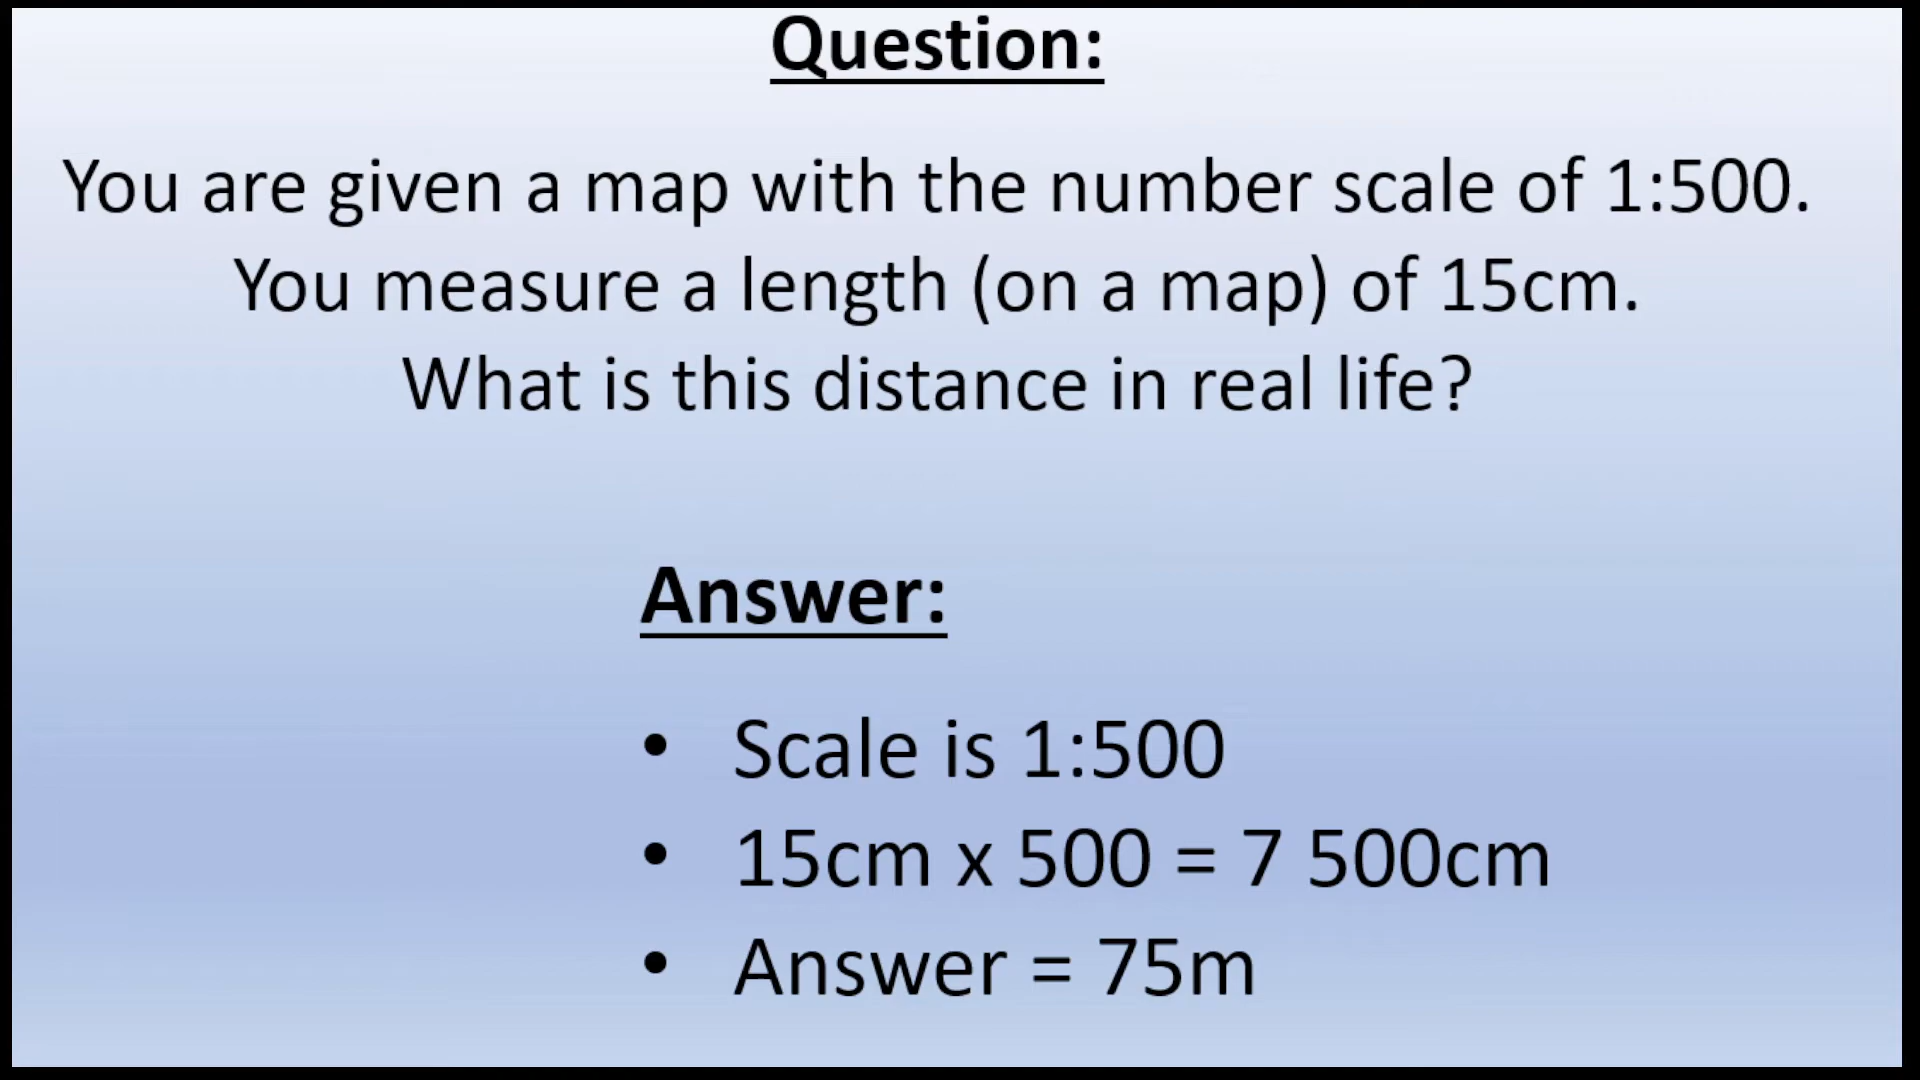 Question:
You are given a map with the number scale of 1:500.
You measure a length (on a map) of 15cm.
What is this distance in real life?
Answer:
• Scale is 1:500
• 15cm x 500 = 7 500cm
• Answer = 75m